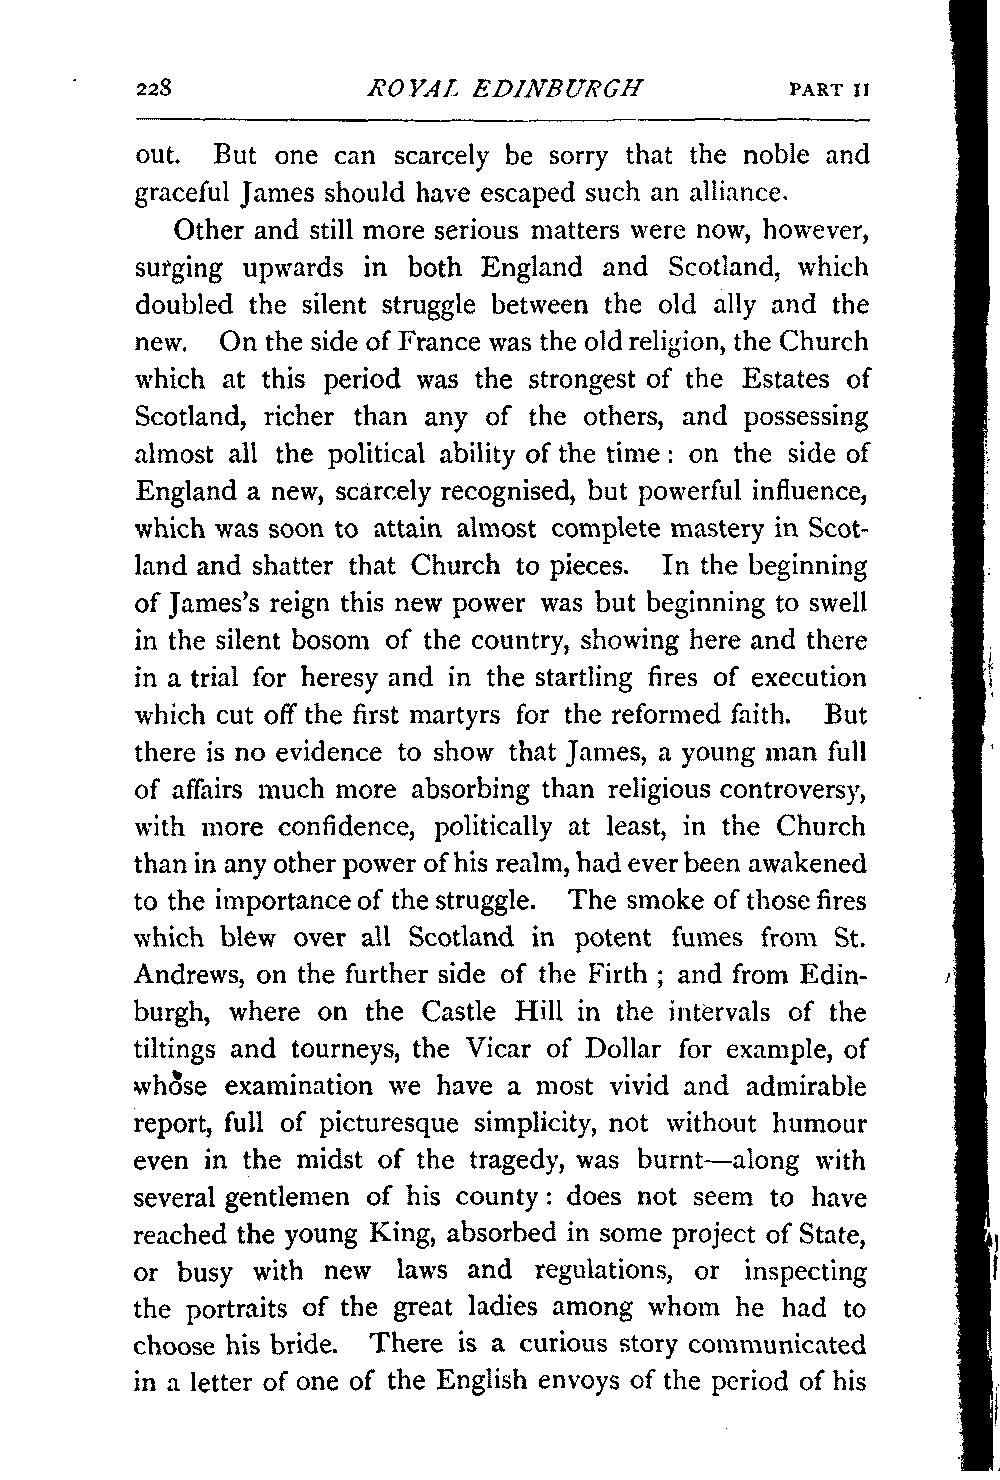 228 ROYAL EDINBURGH PART II
out. But one can scarcely be sorry that the noble and
graceful James should have escaped such an alliance.
Other and still more serious matters were now, however,
surging upwards in both England and Scotland, which
doubled the silent struggle between the old ally and the
new. On the side of France was the old religion, the Church
which at this period was the strongest of the Estates of
Scotland, richer than any of the others, and possessing
almost all the political ability of the time : on the side of
England a new, scarcely recognised, but powerful influence,
which was soon to attain almost complete mastery in Scot-
land and shatter that Church to pieces. In the beginning
of James's reign this new power was but beginning to swell
in the silent bosom of the country, showing here and there
in a trial for heresy and in the startling fires of execution
which cut off the first martyrs for the reformed faith. But
there is no evidence to show that James, a young man full
of affairs much more absorbing than religious controversy,
with more confidence, politically at least, in the Church
than in any other power of his realm, had ever been awakened
to the importance of the struggle. The smoke of those fires
which blew over all Scotland in potent fumes from St.
Andrews, on the further side of the Firth ; and from Edin-
burgh, where on the Castle Hill in the intervals of the
tiltings and tourneys, the Vicar of Dollar for example, of
whose examination we have a most vivid and admirable
report, full of picturesque simplicity, not without humour
even in the midst of the tragedy, was burnt—along with
several gentlemen of his county : does not seem to have
reached the young King, absorbed in some project of State,
or busy with new laws and regulations, or inspecting
the portraits of the great ladies among whom he had to
choose his bride. There is a curious story communicated
in a letter of one of the English envoys of the period of his